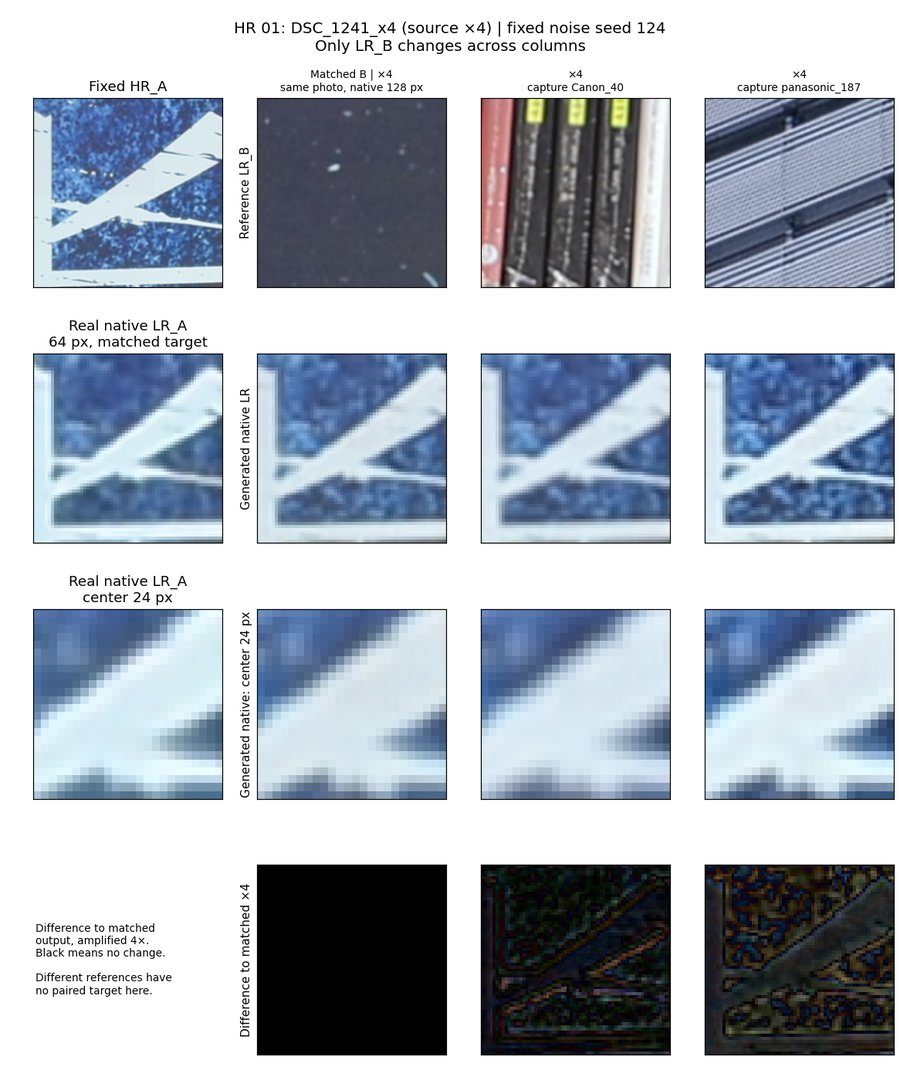 HR 01: DSC_1241_x4 (source ×4) | fixed noise seed 124
Only LR_B changes across columns
Fixed HR_A
Matched B | ×4
same photo, native 128 px
×4
capture Canon_40
×4
capture panasonic_187
Reference LR_B
Real native LR_A
64 px, matched target
Generated native LR
Real native LR_A
center 24 px
Generated native: center 24 px
Difference to matched
output, amplified 4×.
Black means no change.
Different references have
no paired target here.
Difference to matched ×4